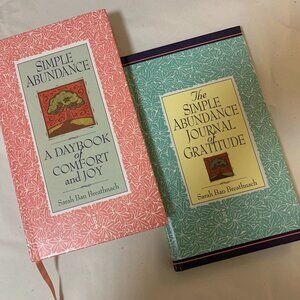 SIMPLE
ABUNDANCE
A DAYBOOK
of
COMFORT
and JOY
Sarah Ban Breathnach
The
SIMPLE
ABUNDANCE
JOURNAL
of
GRATITUDE
Sarah Ban Breathnach